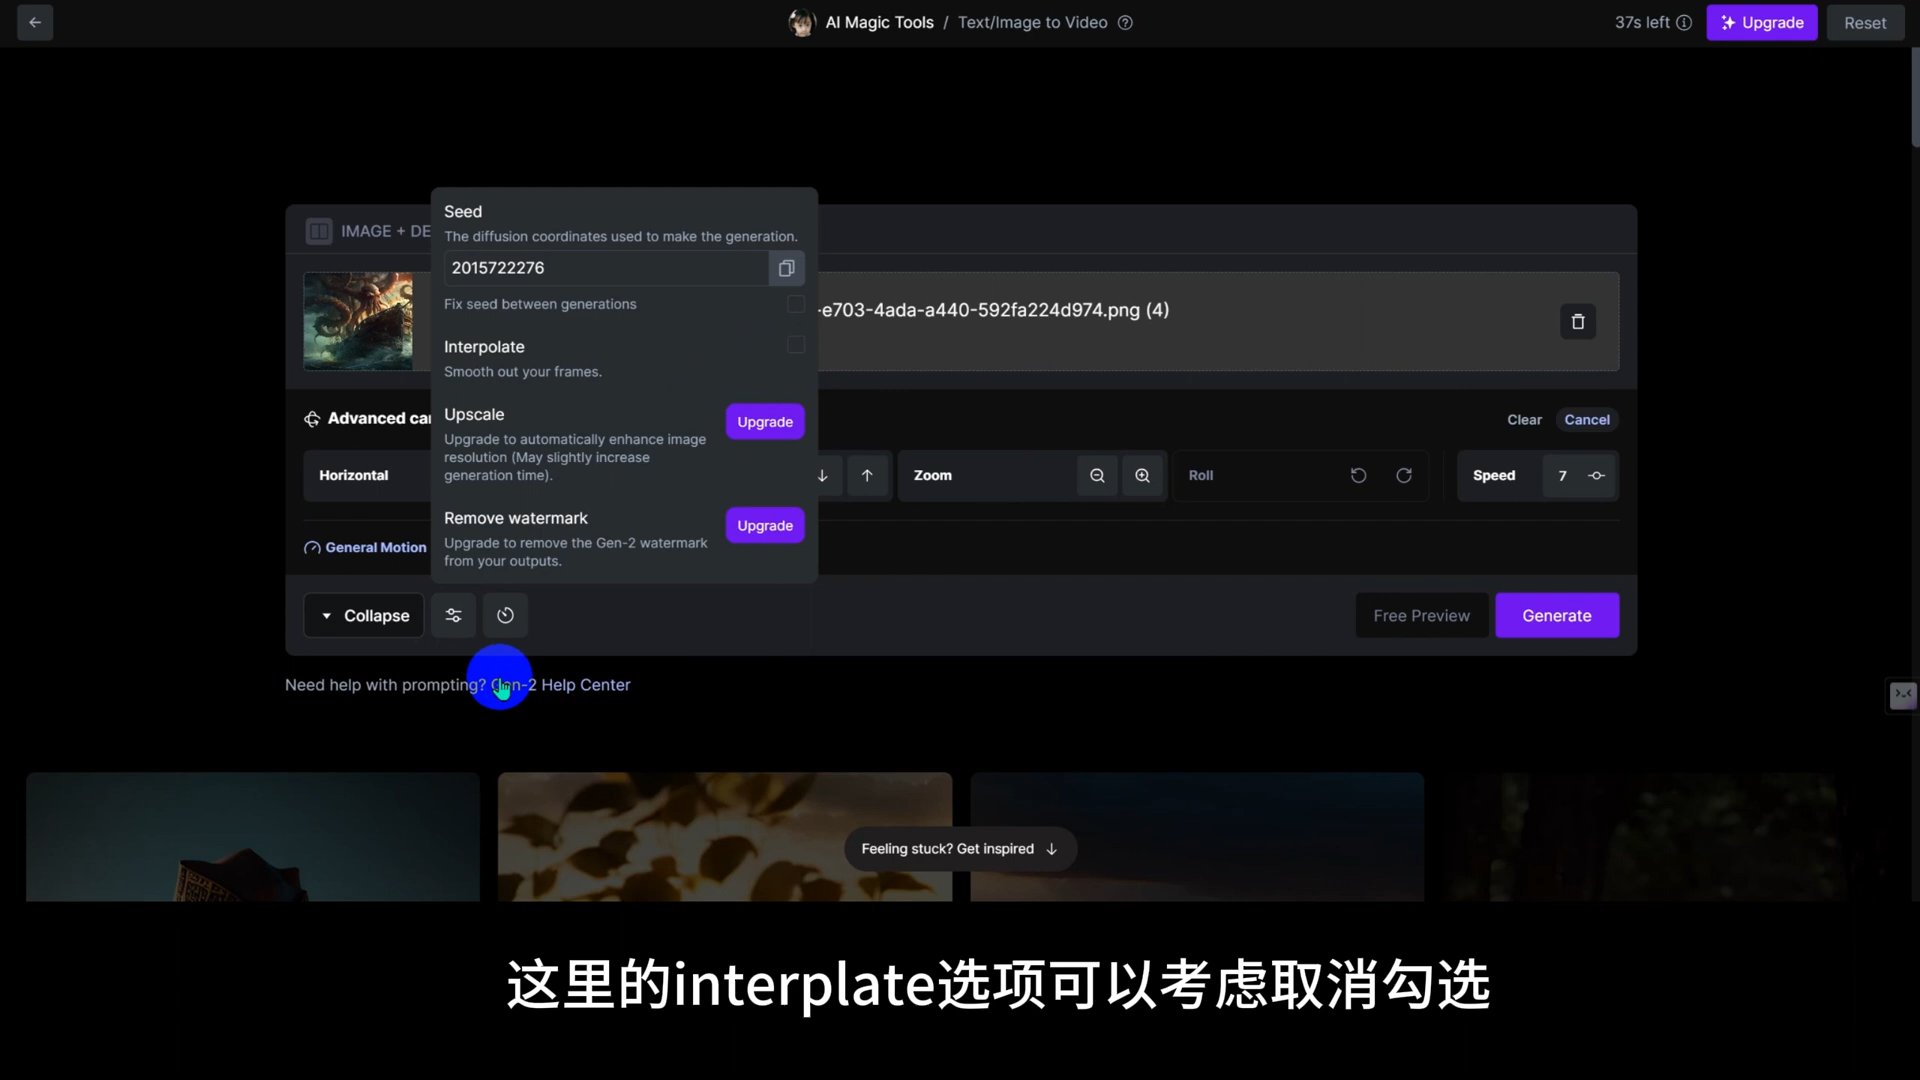 AI Magic Tools / Text/Image to Video
37s left
Upgrade
Reset
Seed
The diffusion coordinates used to make the generation.
2015722276
Fix seed between generations
Interpolate
Smooth out your frames.
Upscale
Upgrade to automatically enhance image
resolution (May slightly increase
generation time).
Upgrade
Remove watermark
Upgrade to remove the Gen-2 watermark
from your outputs.
Upgrade
IMAGE + DE
-e703-4ada-a440-592fa224d974.png (4)
Advanced ca
Clear
Cancel
Horizontal
Zoom
Roll
Speed
7
General Motion
Collapse
Free Preview
Generate
Need help with prompting? Gen-2 Help Center
Feeling stuck? Get inspired ↓
这里的interplate选项可以考虑取消勾选